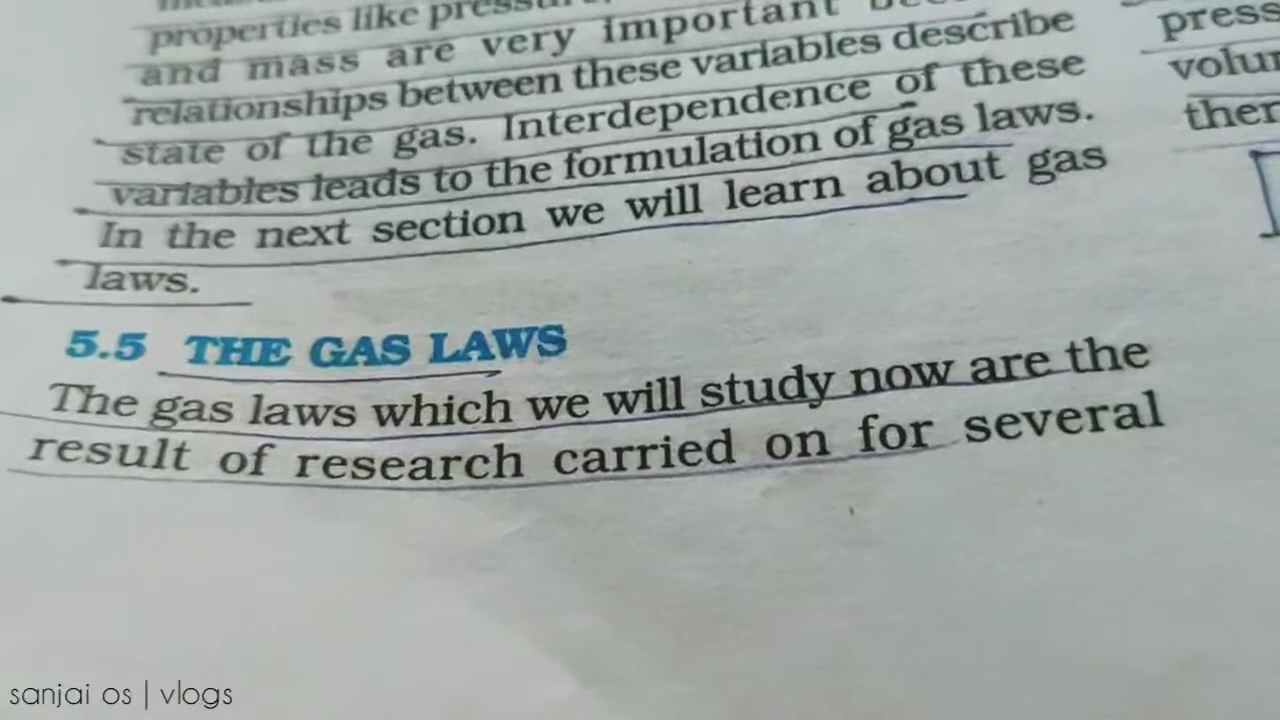 properties like
and mass are very important
relationships between these variables describe
state of the gas. Interdependence of these
variables leads to the formulation of gas laws.
In the next section we will learn about gas
laws.
5.5 THE GAS LAWS
The gas laws which we will study now are the
result of research carried on for several
press
volu
ther
sanjai os | vlogs